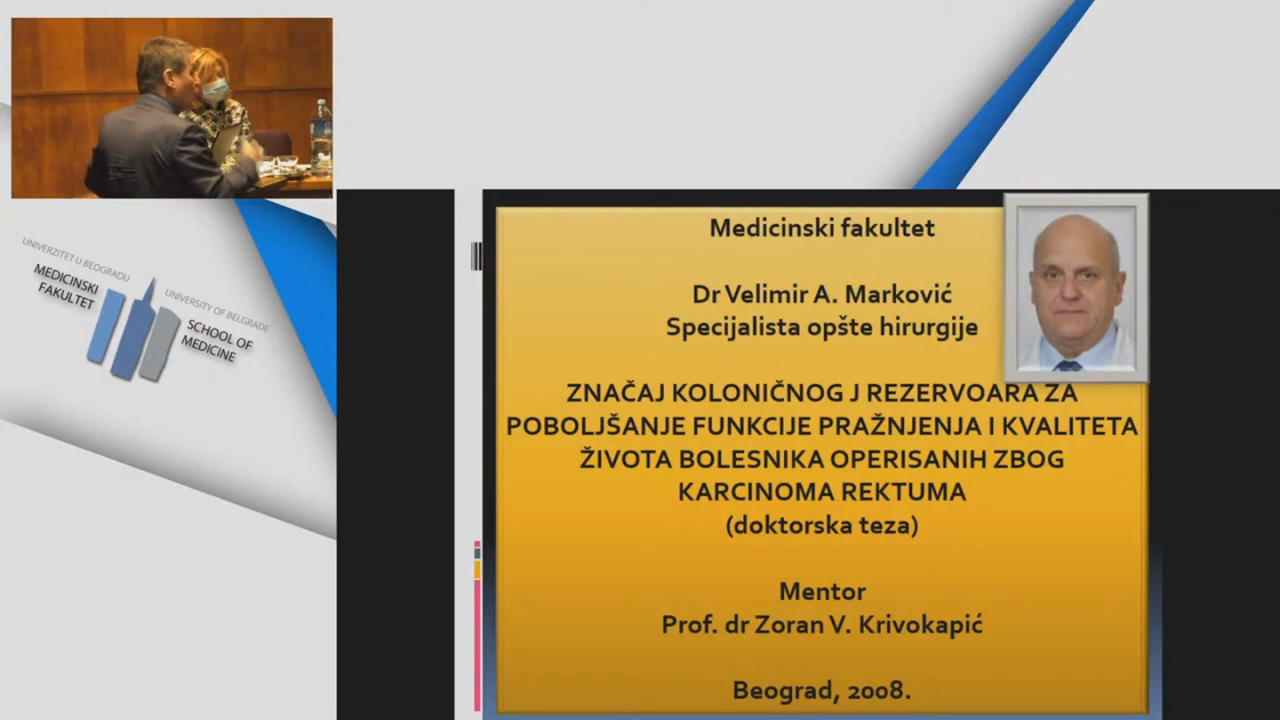 UNIVERZITET U BEOGRADU
MEDICINSKI
FAKULTET
UNIVERSITY OF BELGRADE
SCHOOL OF
MEDICINE
Medicinski fakultet
Dr Velimir A. Marković
Specijalista opšte hirurgije
ZNAČAJ KOLONIČNOG J REZERVOARA ZA
POBOLJŠANJE FUNKCIJE PRAŽNJENJA I KVALITETA
ŽIVOTA BOLESNIKA OPERISANIH ZBOG
KARCINOMA REKTUMA
(doktorska teza)
Mentor
Prof. dr Zoran V. Krivokapić
Beograd, 2008.